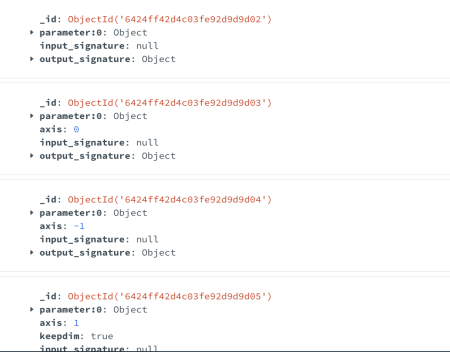 _id: ObjectId('6424ff42d4c03fe92d9d9d02')
parameter:0: Object
input_signature: null
output_signature: Object
_id: ObjectId('6424ff42d4c03fe92d9d9d03')
parameter:0: Object
axis: 0
input_signature: null
output_signature: Object
_id: ObjectId('6424ff42d4c03fe92d9d9d04')
parameter:0: Object
axis: -1
input_signature: null
output_signature: Object
_id: ObjectId('6424ff42d4c03fe92d9d9d05')
parameter:0: Object
axis: 1
keepdim: true
input_signature: null